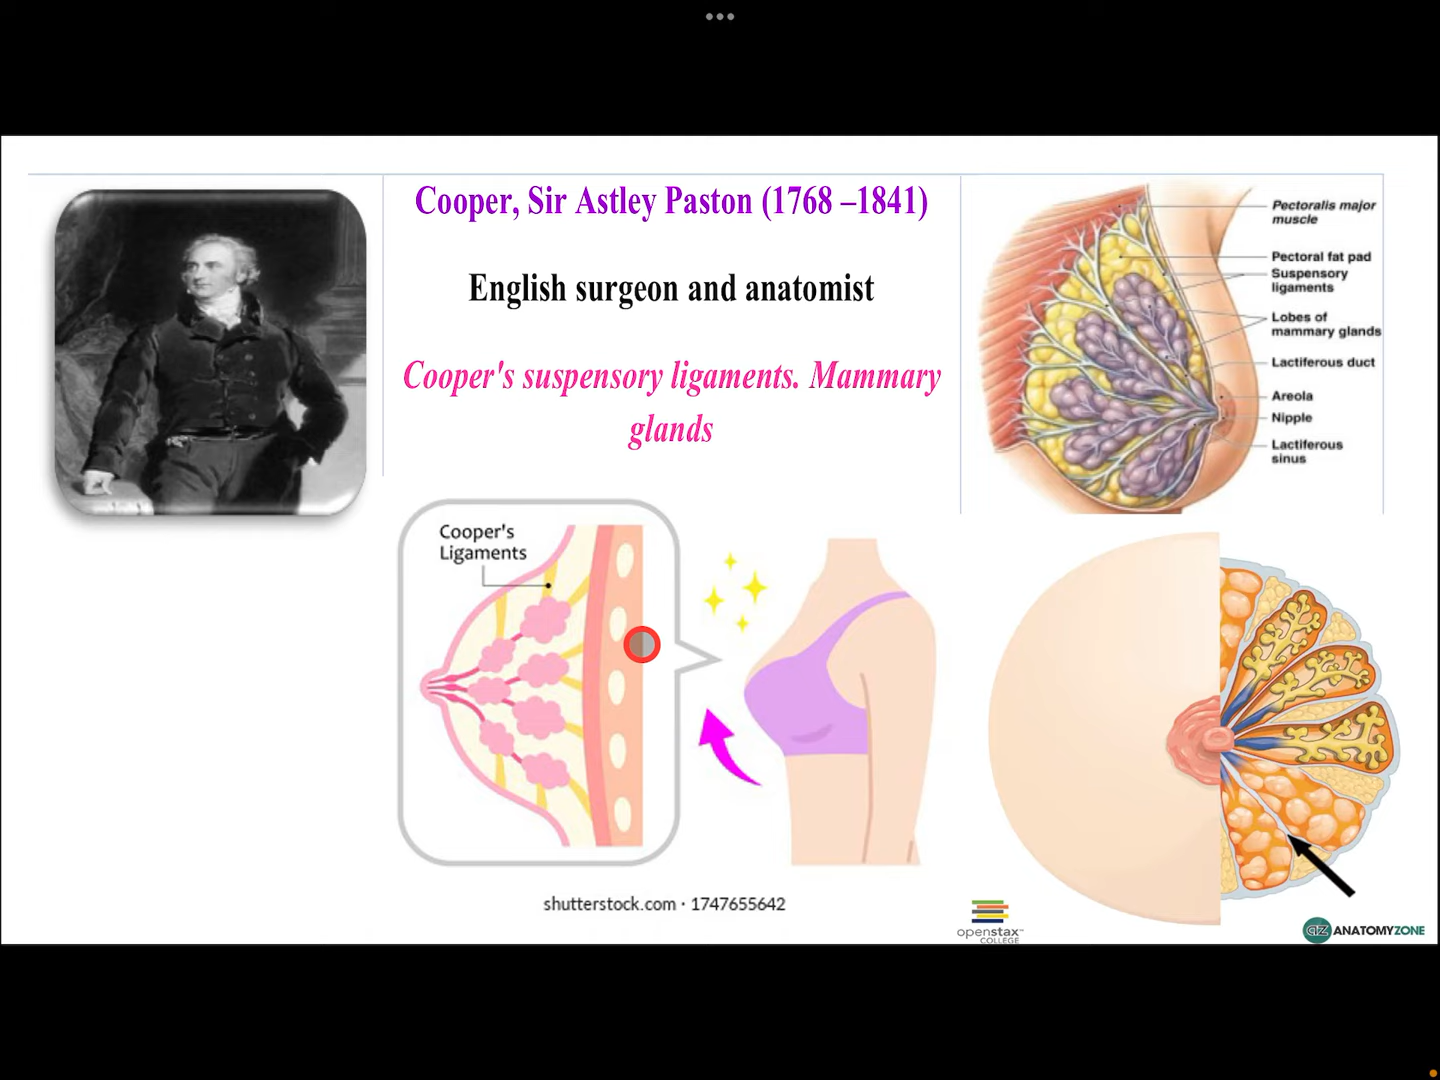 Cooper, Sir Astley Paston (1768 –1841)
English surgeon and anatomist
Cooper's suspensory ligaments. Mammary
glands
Pectoralis major
muscle
Pectoral fat pad
Suspensory
ligaments
Lobes of
mammary glands
Lactiferous duct
Areola
Nipple
Lactiferous
sinus
Cooper's
Ligaments
shutterstock.com · 1747655642
openstax™
COLLEGE
az ANATOMYZONE